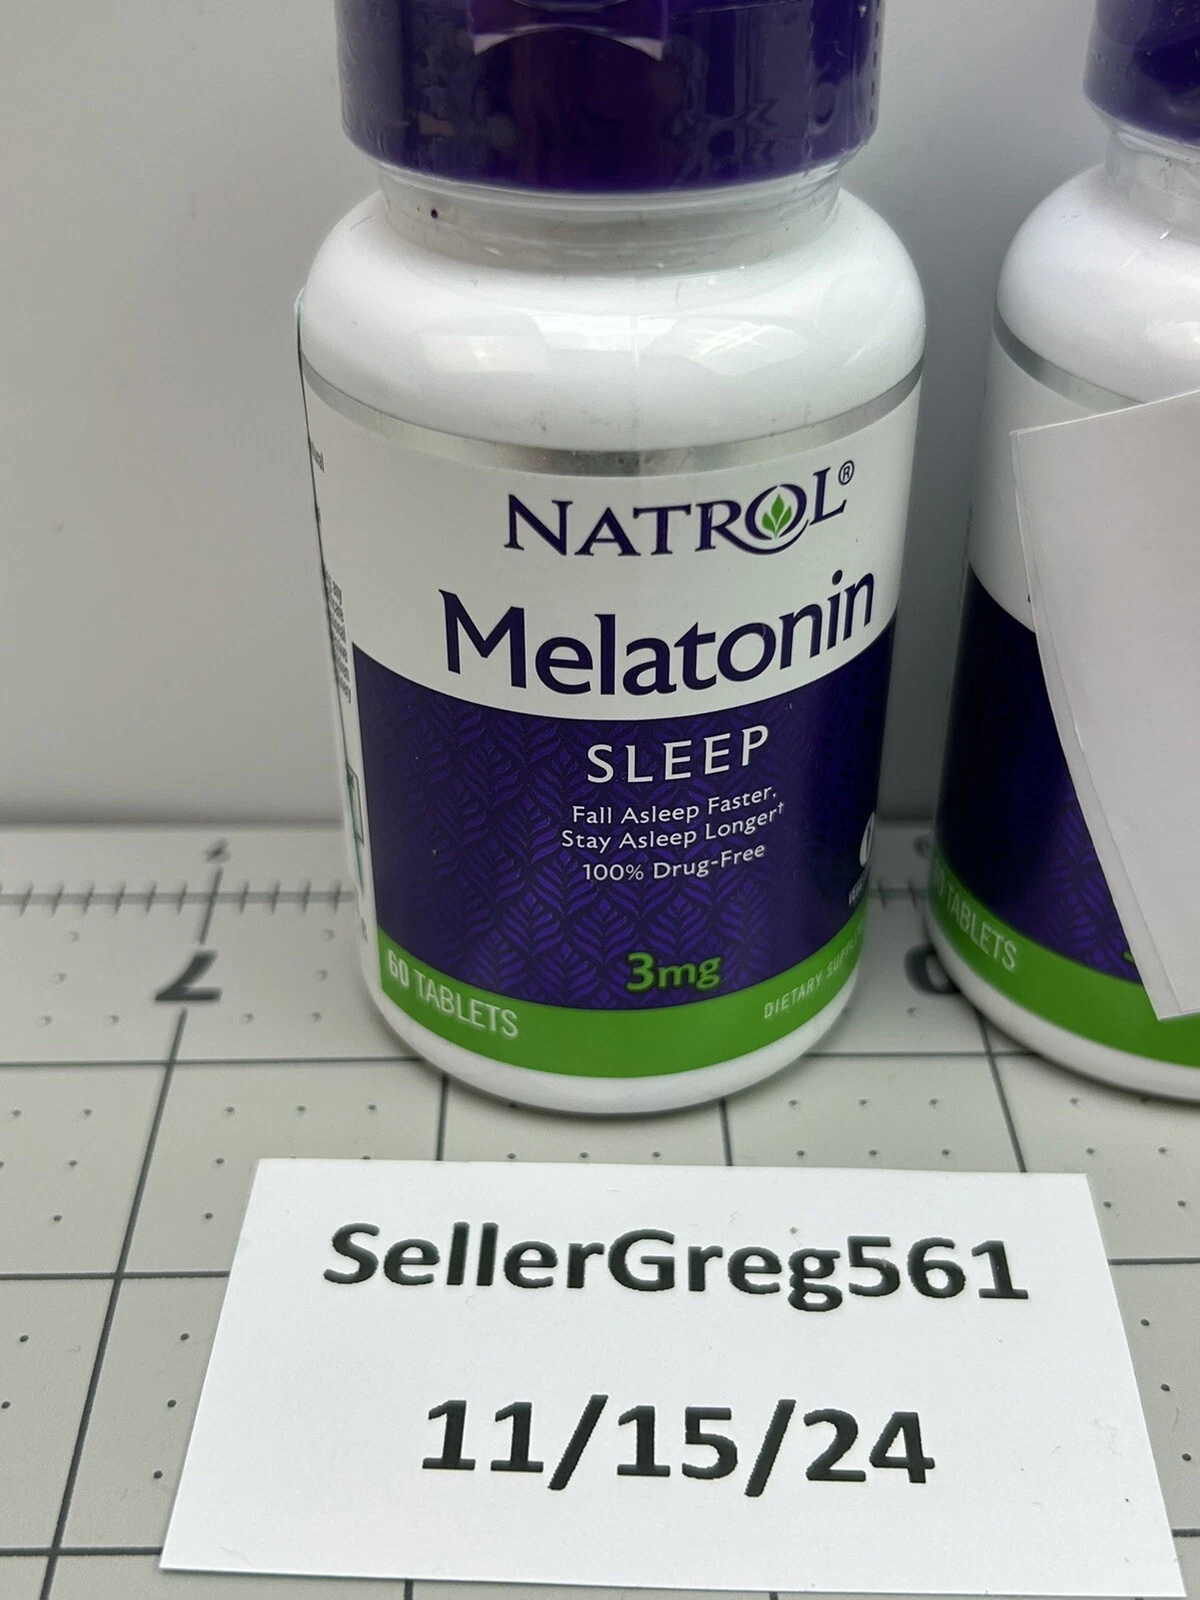 NATROL®
Melatonin
SLEEP
Fall Asleep Faster,
Stay Asleep Longer†
100% Drug-Free
3mg
60 TABLETS
DIETARY
TABLETS
7
SellerGreg561
11/15/24